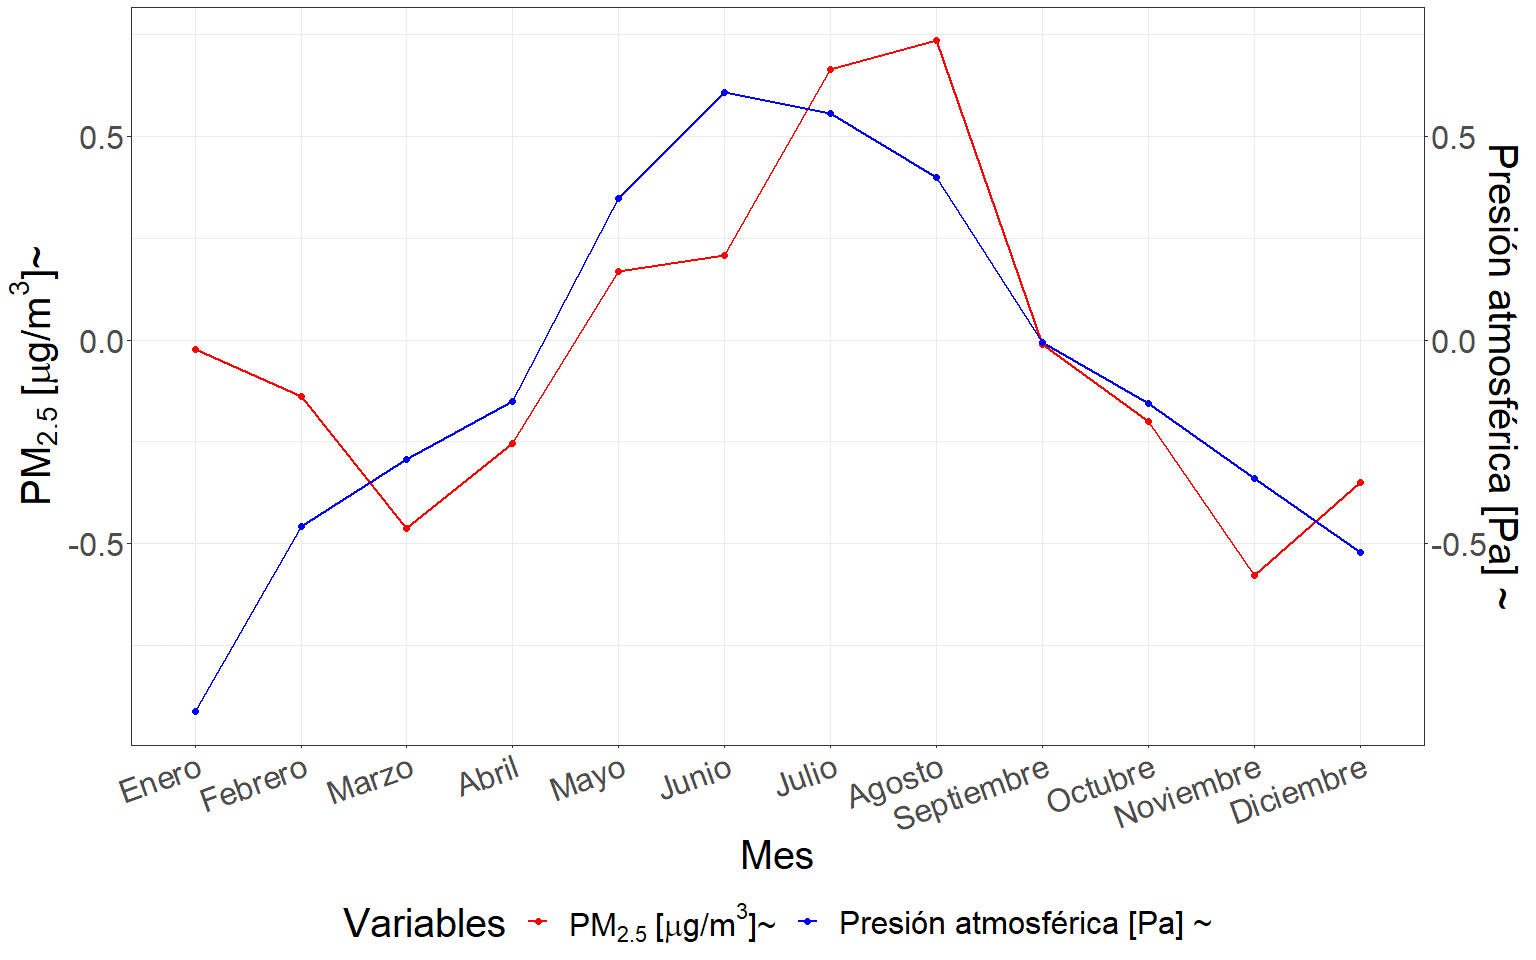 PM2.5 [μg/m3]~
0.5
0.0
-0.5
0.5
0.0
-0.5
Presión atmosférica [Pa] ~
Enero
Febrero
Marzo
Abril
Mayo
Junio
Julio
Agosto
Septiembre
Octubre
Noviembre
Diciembre
Mes
Variables PM2.5 [μg/m3]~ Presión atmosférica [Pa] ~